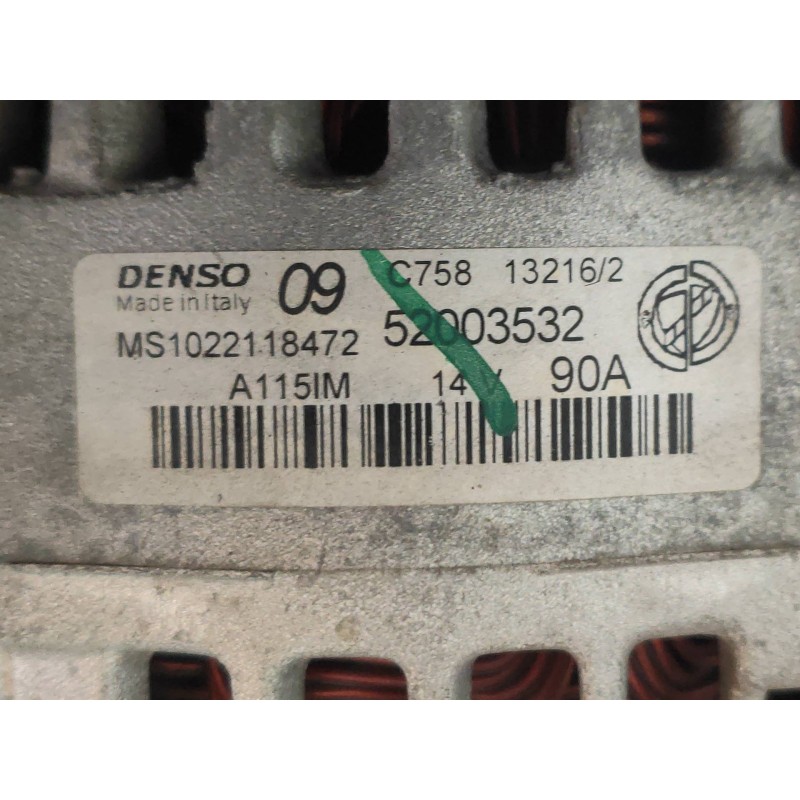 DENSO 09 C758 13216/2
Made in Italy
MS1022118472 52003532
A115IM 14 V 90A